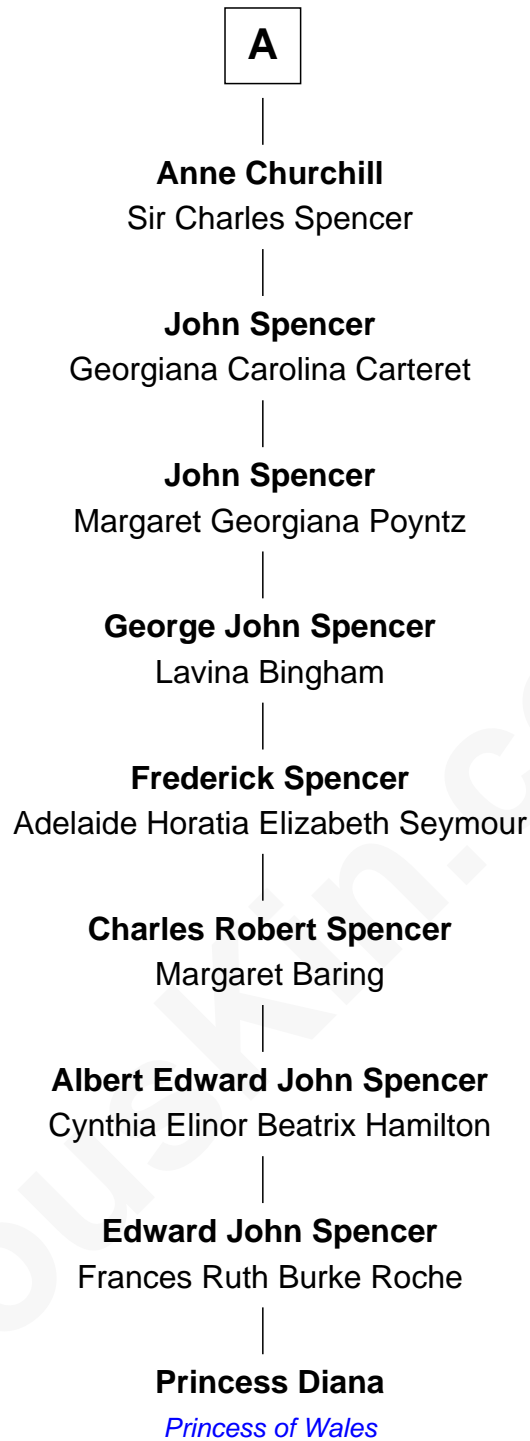 A
Anne Churchill
Sir Charles Spencer
John Spencer
Georgiana Carolina Carteret
John Spencer
Margaret Georgiana Poyntz
George John Spencer
Lavina Bingham
Frederick Spencer
Adelaide Horatia Elizabeth Seymour
Charles Robert Spencer
Margaret Baring
Albert Edward John Spencer
Cynthia Elinor Beatrix Hamilton
Edward John Spencer
Frances Ruth Burke Roche
Princess Diana
Princess of Wales